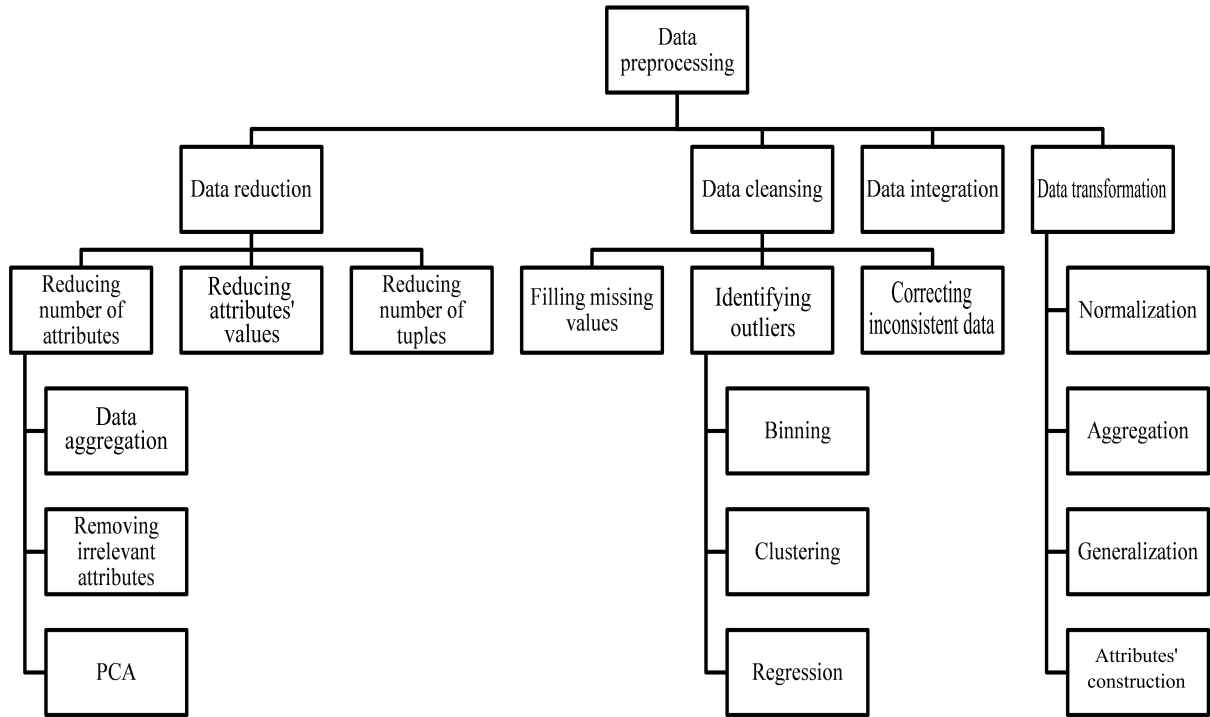 Data
preprocessing
Data reduction
Data cleansing
Data integration
Data transformation
Reducing
number of
attributes
Reducing
attributes'
values
Reducing
number of
tuples
Filling missing
values
Identifying
outliers
Correcting
inconsistent data
Normalization
Data
aggregation
Binning
Aggregation
Removing
irrelevant
attributes
Clustering
Generalization
PCA
Regression
Attributes'
construction